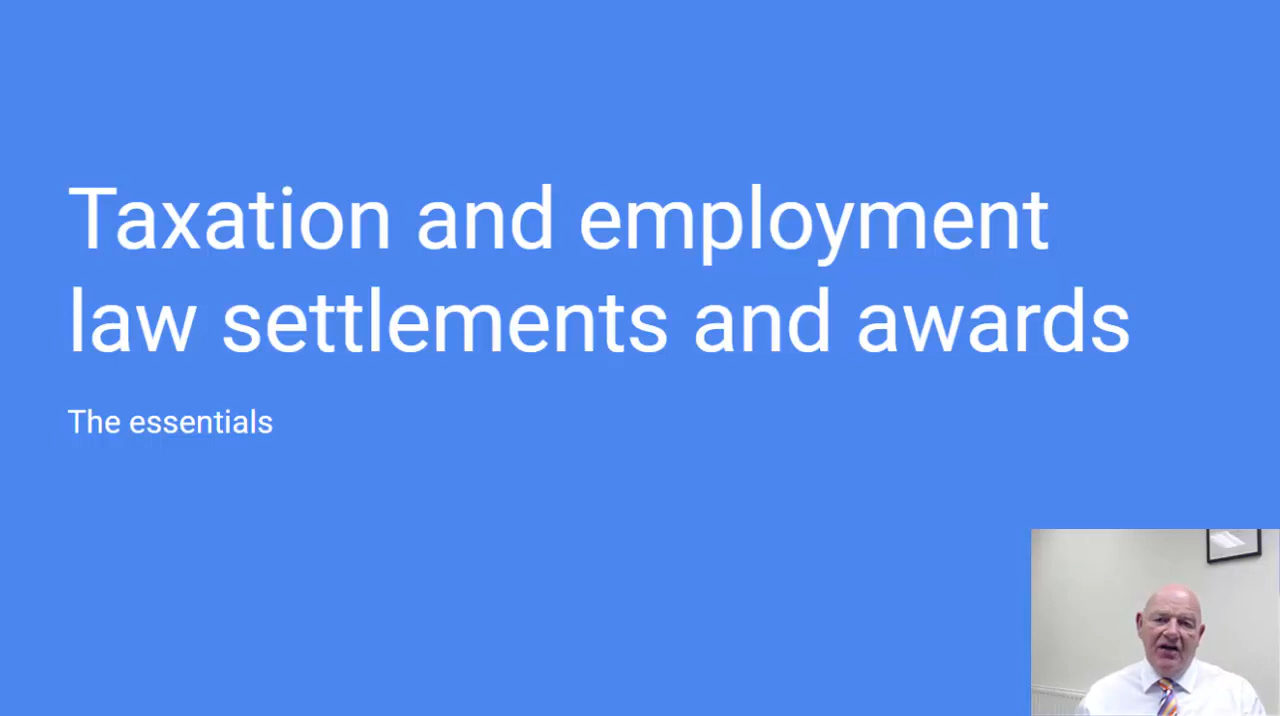 Taxation and employment
law settlements and awards
The essentials